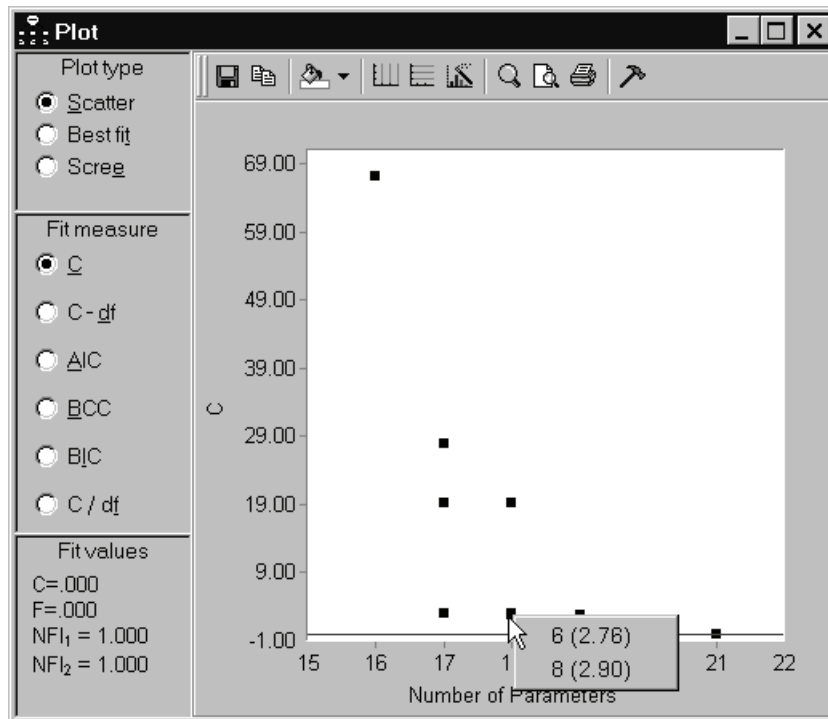 Plot
Plot type
Scatter
Best fit
Scree
Fit measure
C
C - df
AIC
BCC
BIC
C / df
Fit values
C=.000
F=.000
NFI₁ = 1.000
NFI₂ = 1.000
69.00
59.00
49.00
39.00
29.00
19.00
9.00
-1.00
C
15 16 17 1 21 22
Number of Parameters
6 (2.76)
8 (2.90)